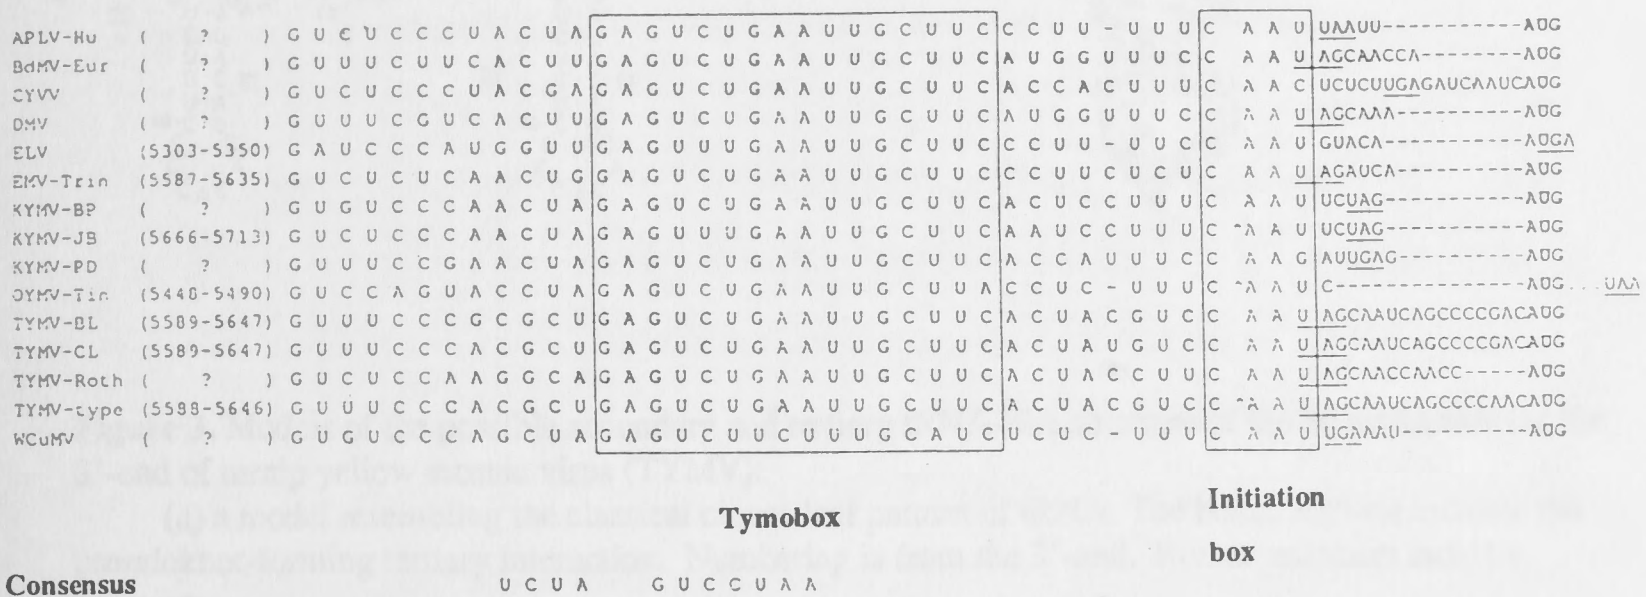 APLV-Hu ( ? ) G U C U C C C U A C U A G A G U C U G A A U U G C U U C C C U U - U U U C A A U UAAUU-----------AUG
BdMV-Eur ( ? ) G U U U C U U C A C U U G A G U C U G A A U U G C U U C A U G G U U U C C A A U AGCAACCA--------AUG
CYVV ( ? ) G U C U C C C U A C G A G A G U C U G A A U U G C U U C A C C A C U U U C A A C UCUCUUGAGAUCAAUCAUG
DMV ( ? ) G U U U C G U C A C U U G A G U C U G A A U U G C U U C A U G G U U U C C A A U AGCAAA----------AUG
ELV (5303-5350) G A U C C C A U G G U U G A G U U U G A A U U G C U U C C C U U - U U C C A A U GUACA-----------AUGA
EMV-Trin (5587-5635) G U C U C U C A A C U G G A G U C U G A A U U G C U U C C C U U C U C U C A A U AGAUCA----------AUG
KYMV-BP ( ? ) G U G U C C C A A C U A G A G U C U G A A U U G C U U C A C U C C U U U C A A U UCUAG-----------AUG
KYMV-JB (5666-5713) G U C U C C C A A C U A G A G U U U G A A U U G C U U C A A U C C U U U C A A U UCUAG-----------AUG
KYMV-PD ( ? ) G U U U C C G A A C U A G A G U C U G A A U U G C U U C A C C A U U U C C A A G AUUGAG----------AUG
OYMV-Tin (5448-5490) G U C C A G U A C C U A G A G U C U G A A U U G C U U A C C U C - U U U C A A U C---------------AUG...UAA
TYMV-BL (5589-5647) G U U U C C C G C G C U G A G U C U G A A U U G C U U C A C U A C G U C C A A U AGCAAUCAGCCCCGACAUG
TYMV-CL (5589-5647) G U U U C C C A C G C U G A G U C U G A A U U G C U U C A C U A U G U C C A A U AGCAAUCAGCCCCGACAUG
TYMV-Roth ( ? ) G U C U C C A A G G C A G A G U C U G A A U U G C U U C A C U A C C U U C A A U AGCAACCAACC-----AUG
TYMV-type (5588-5646) G U U U C C C A C G C U G A G U C U G A A U U G C U U C A C U A C G U C C A A U AGCAAUCAGCCCCAACAUG
WCuMV ( ? ) G U G U C C C A C C U A G A G U C U U U U U U G C A U C U C U C - U U U C A A U UGAAAU----------AUG
Tymobox
Initiation
box
Consensus U C U A G U C C U A A